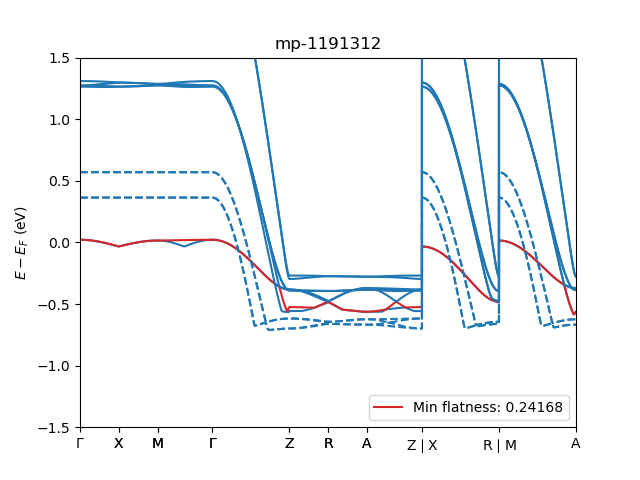 mp-1191312
E − E_F (eV)
1.5
1.0
0.5
0.0
−0.5
−1.0
−1.5
Min flatness: 0.24168
Γ X M Γ Z R A Z | X R | M A